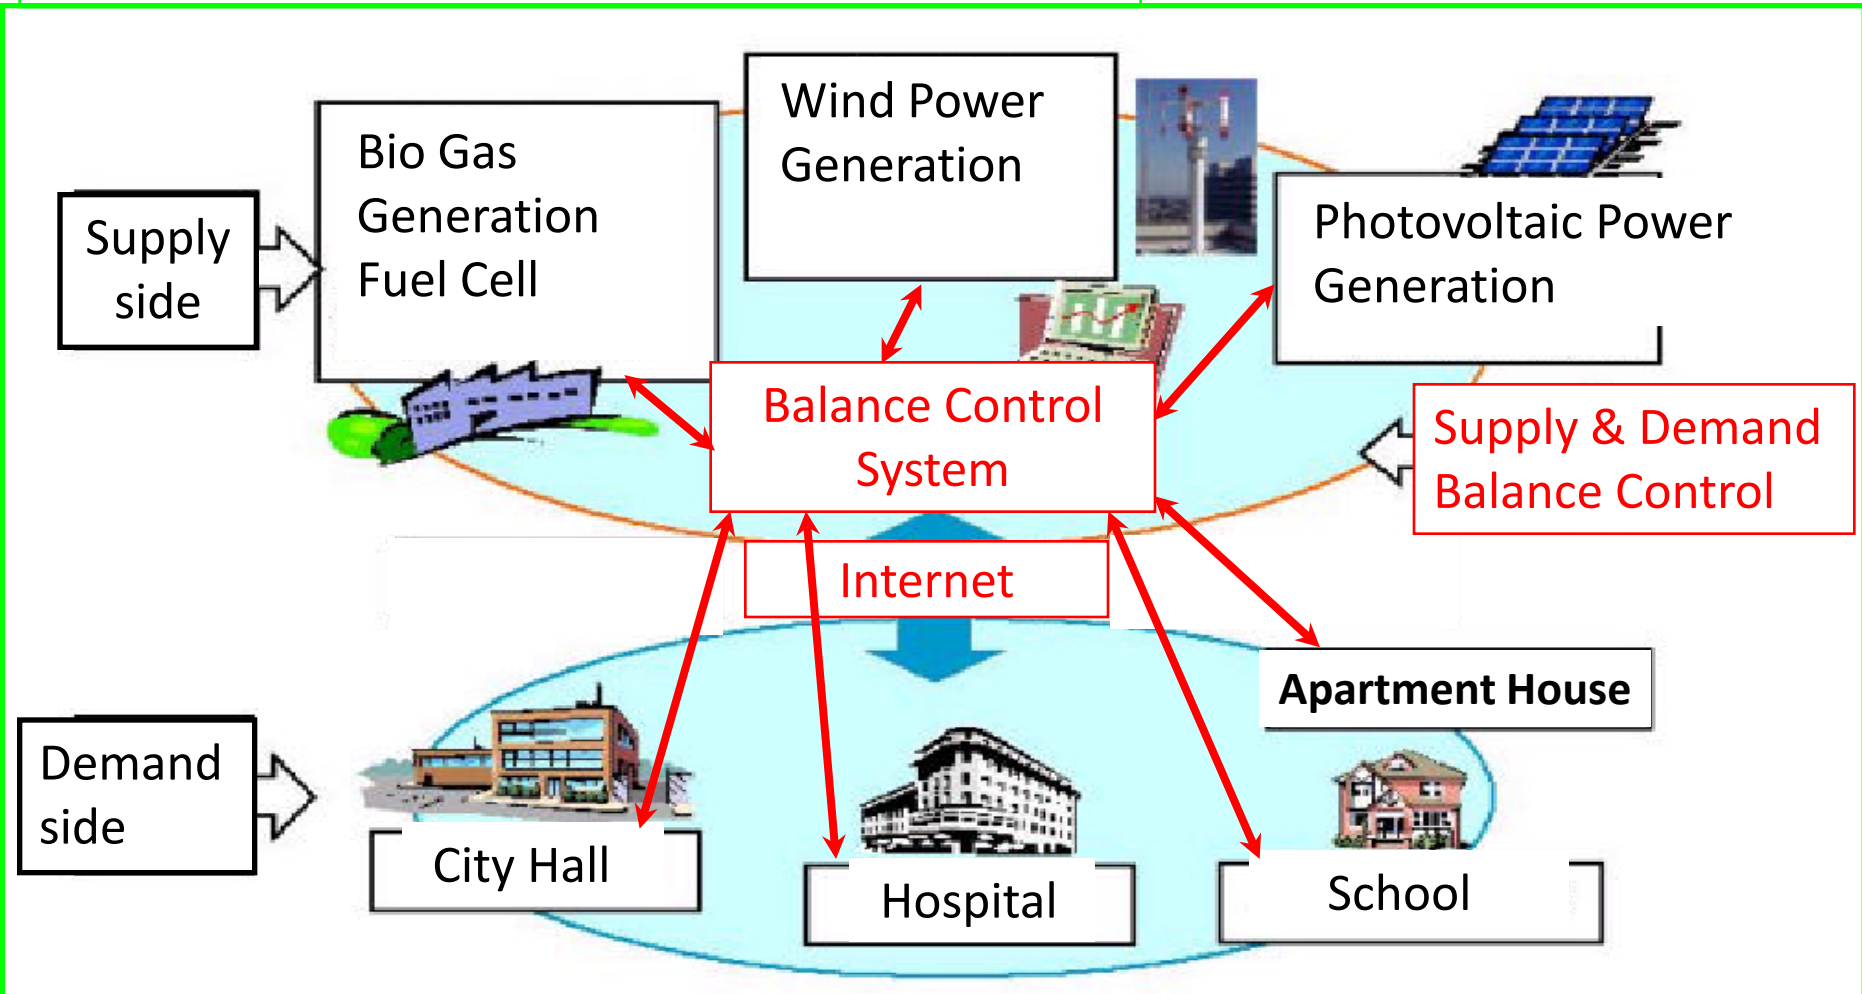 Wind Power
Generation
Bio Gas
Generation
Fuel Cell
Photovoltaic Power
Generation
Supply
side
Balance Control
System
Supply & Demand
Balance Control
Internet
Apartment House
Demand
side
City Hall
Hospital
School